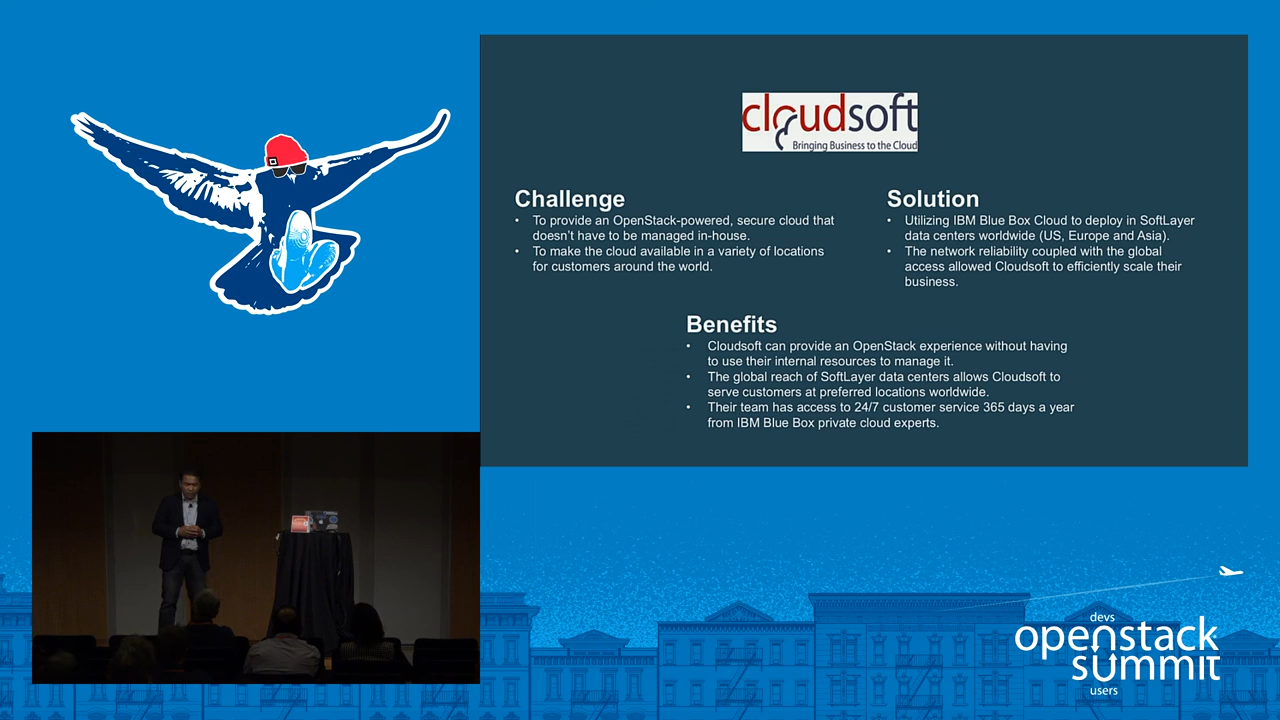 cloudsoft
Bringing Business to the Cloud
Challenge
• To provide an OpenStack-powered, secure cloud that
doesn't have to be managed in-house.
• To make the cloud available in a variety of locations
for customers around the world.
Solution
• Utilizing IBM Blue Box Cloud to deploy in SoftLayer
data centers worldwide (US, Europe and Asia).
• The network reliability coupled with the global
access allowed Cloudsoft to efficiently scale their
business.
Benefits
• Cloudsoft can provide an OpenStack experience without having
to use their internal resources to manage it.
• The global reach of SoftLayer data centers allows Cloudsoft to
serve customers at preferred locations worldwide.
• Their team has access to 24/7 customer service 365 days a year
from IBM Blue Box private cloud experts.
devs
openstack
summit
users